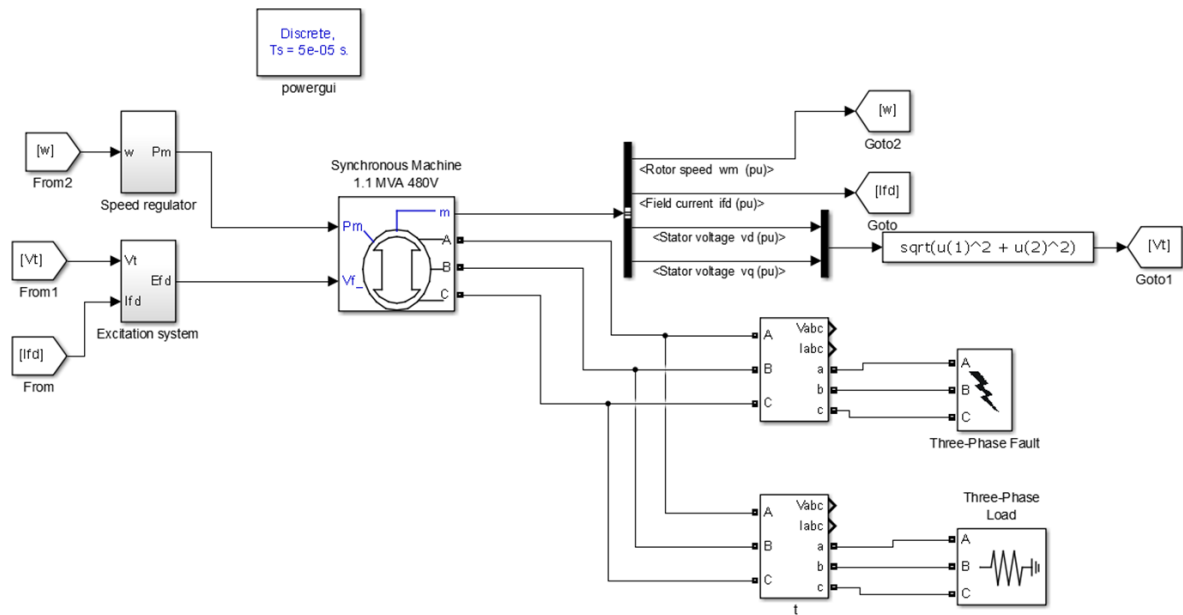 Discrete,
Ts = 5e-05 s.
powergui
[w]
From2
w Pm
Speed regulator
[Vt]
From1
Vt
Ifd
Efd
Excitation system
[Ifd]
From
Synchronous Machine
1.1 MVA 480V
Pm
Vf_
m
A
B
C
<Rotor speed wm (pu)>
<Field current ifd (pu)>
<Stator voltage vd (pu)>
<Stator voltage vq (pu)>
[w]
Goto2
[Ifd]
Goto
sqrt(u(1)^2 + u(2)^2)
[Vt]
Goto1
A
B
C
Vabc
Iabc
a
b
c
A
B
C
Three-Phase Fault
A
B
C
Vabc
Iabc
a
b
c
t
Three-Phase
Load
A
B
C